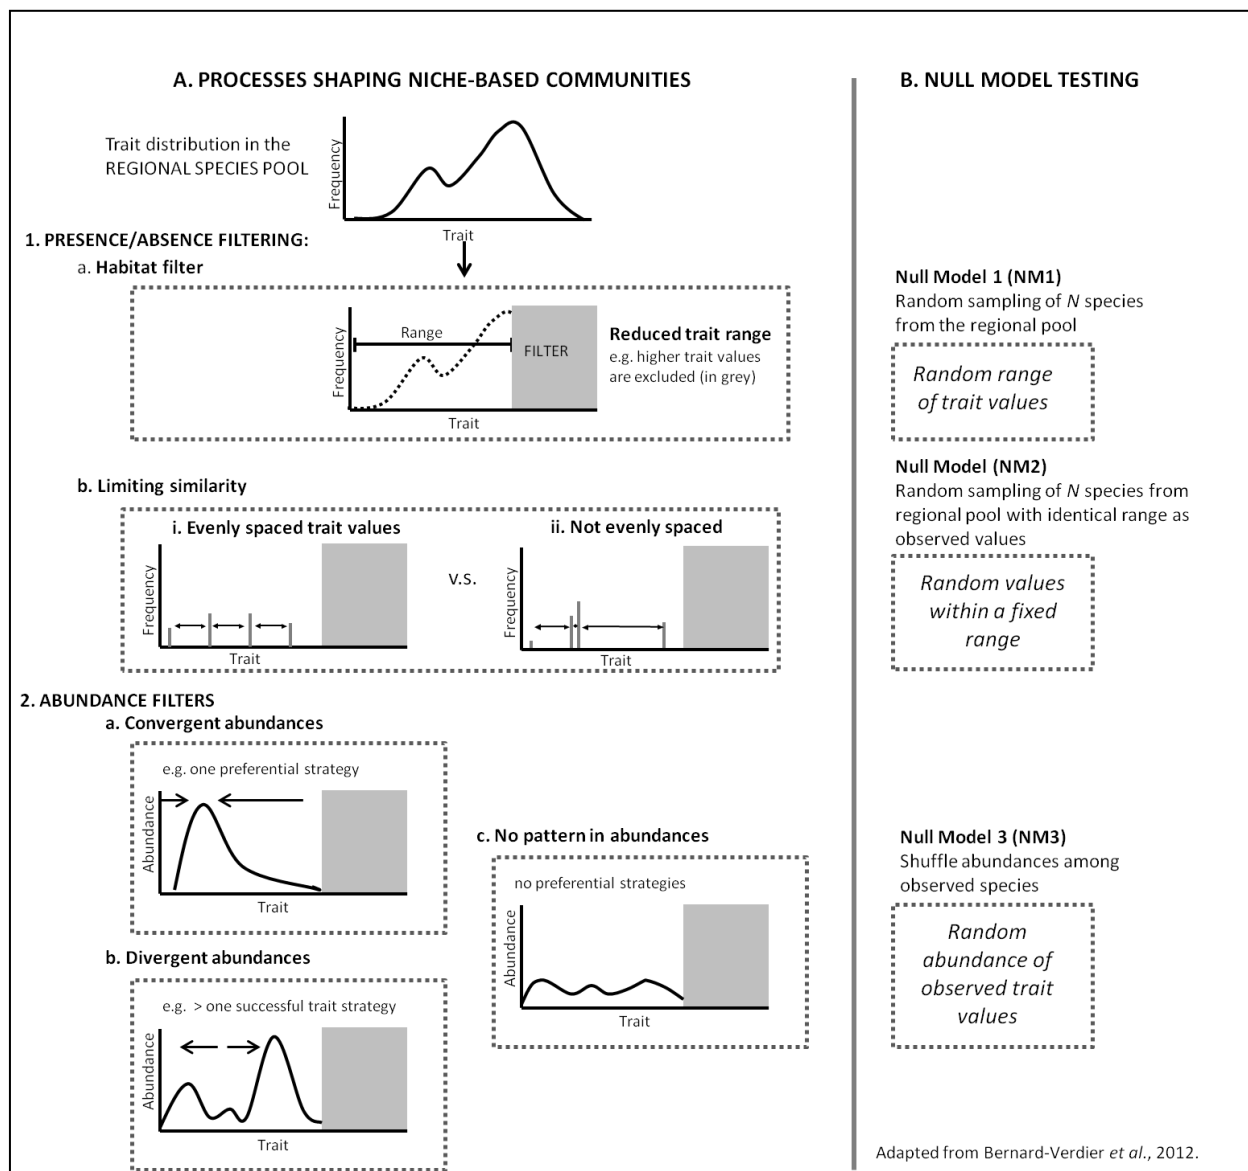 A. PROCESSES SHAPING NICHE-BASED COMMUNITIES
Trait distribution in the
REGIONAL SPECIES POOL
Frequency
Trait
1. PRESENCE/ABSENCE FILTERING:
a. Habitat filter
Frequency
Range
FILTER
Reduced trait range
e.g. higher trait values
are excluded (in grey)
Trait
b. Limiting similarity
i. Evenly spaced trait values
Frequency
Trait
v.s.
ii. Not evenly spaced
Frequency
Trait
2. ABUNDANCE FILTERS
a. Convergent abundances
e.g. one preferential strategy
Abundance
Trait
b. Divergent abundances
e.g. > one successful trait strategy
Abundance
Trait
c. No pattern in abundances
no preferential strategies
Abundance
Trait
B. NULL MODEL TESTING
Null Model 1 (NM1)
Random sampling of N species
from the regional pool
Random range
of trait values
Null Model (NM2)
Random sampling of N species from
regional pool with identical range as
observed values
Random values
within a fixed
range
Null Model 3 (NM3)
Shuffle abundances among
observed species
Random
abundance of
observed trait
values
Adapted from Bernard-Verdier et al., 2012.